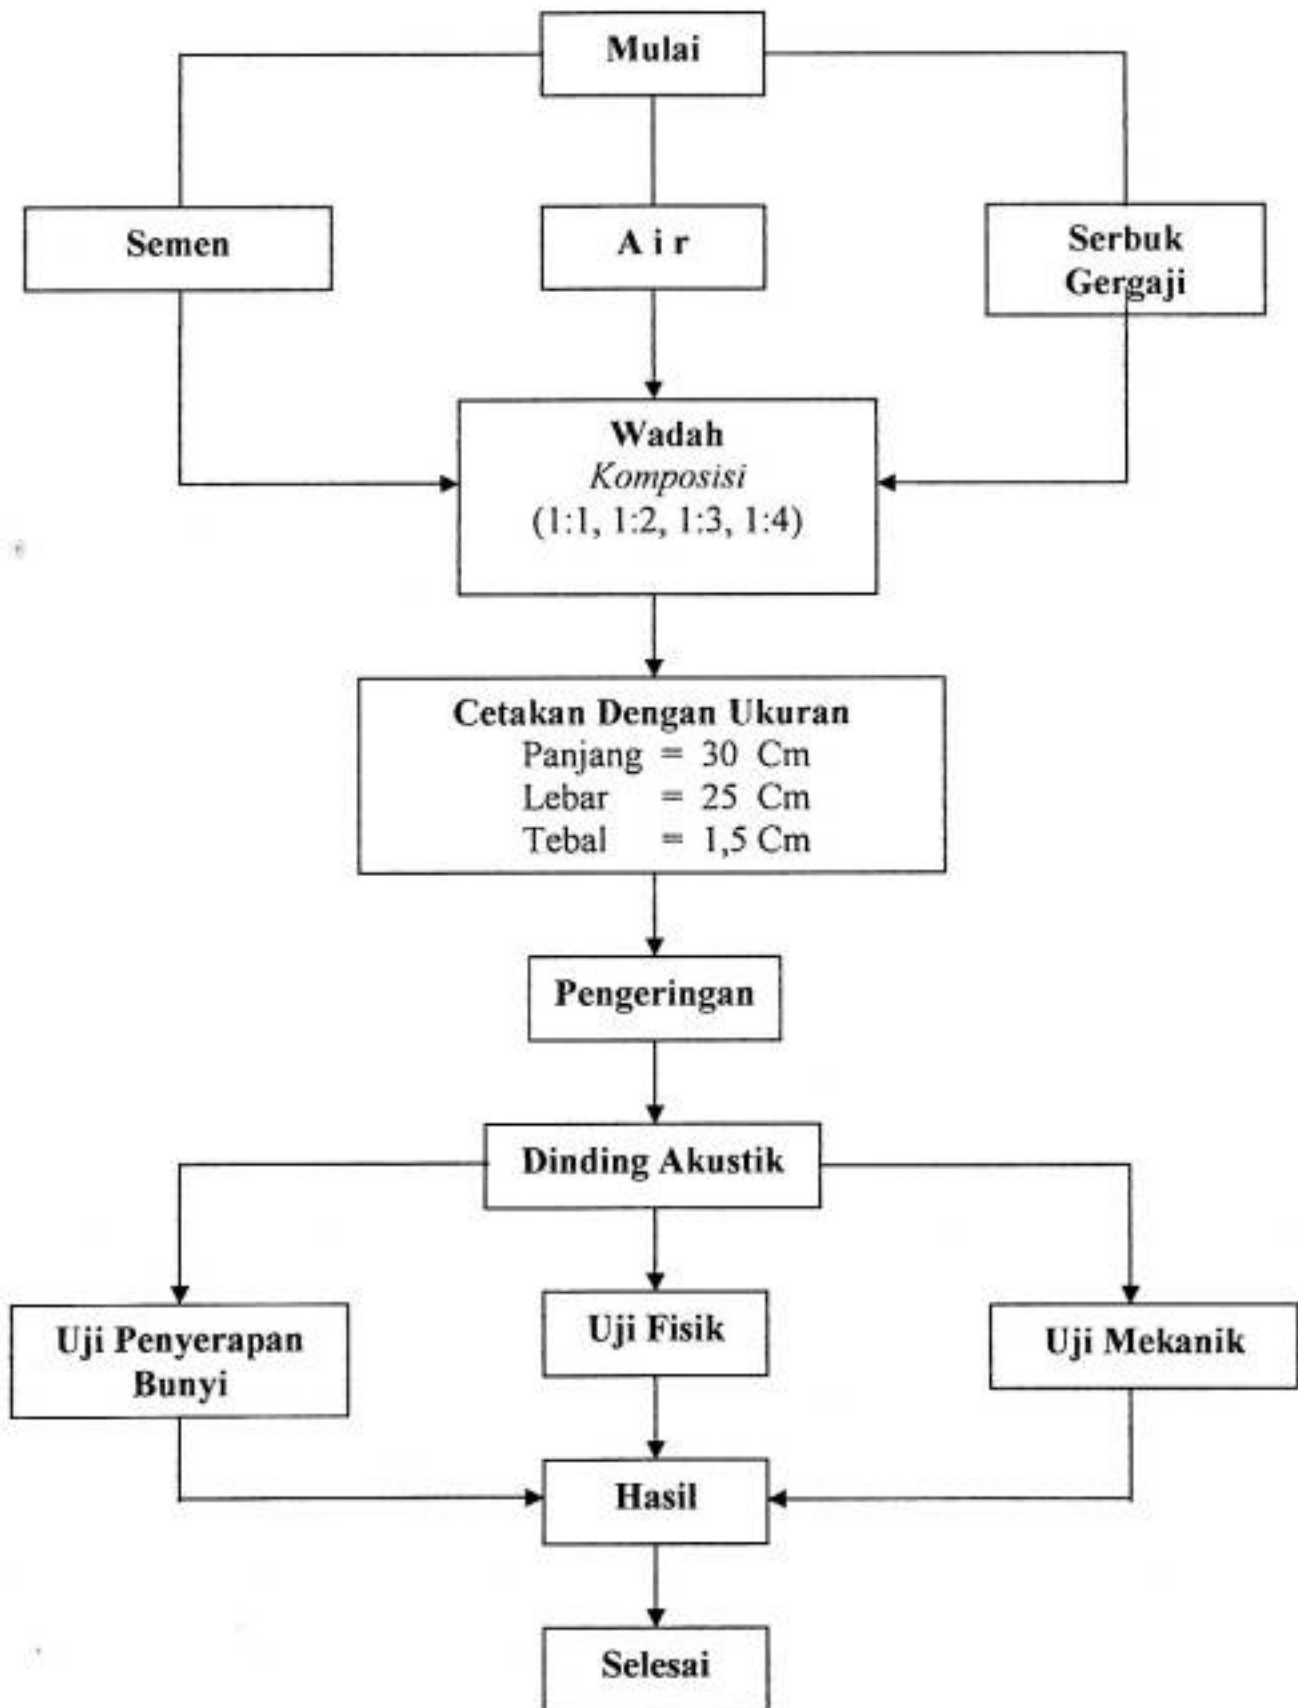 Mulai
Semen
A i r
Serbuk
Gergaji
Wadah
Komposisi
(1:1, 1:2, 1:3, 1:4)
Cetakan Dengan Ukuran
Panjang = 30 Cm
Lebar = 25 Cm
Tebal = 1,5 Cm
Pengeringan
Dinding Akustik
Uji Penyerapan
Bunyi
Uji Fisik
Uji Mekanik
Hasil
Selesai